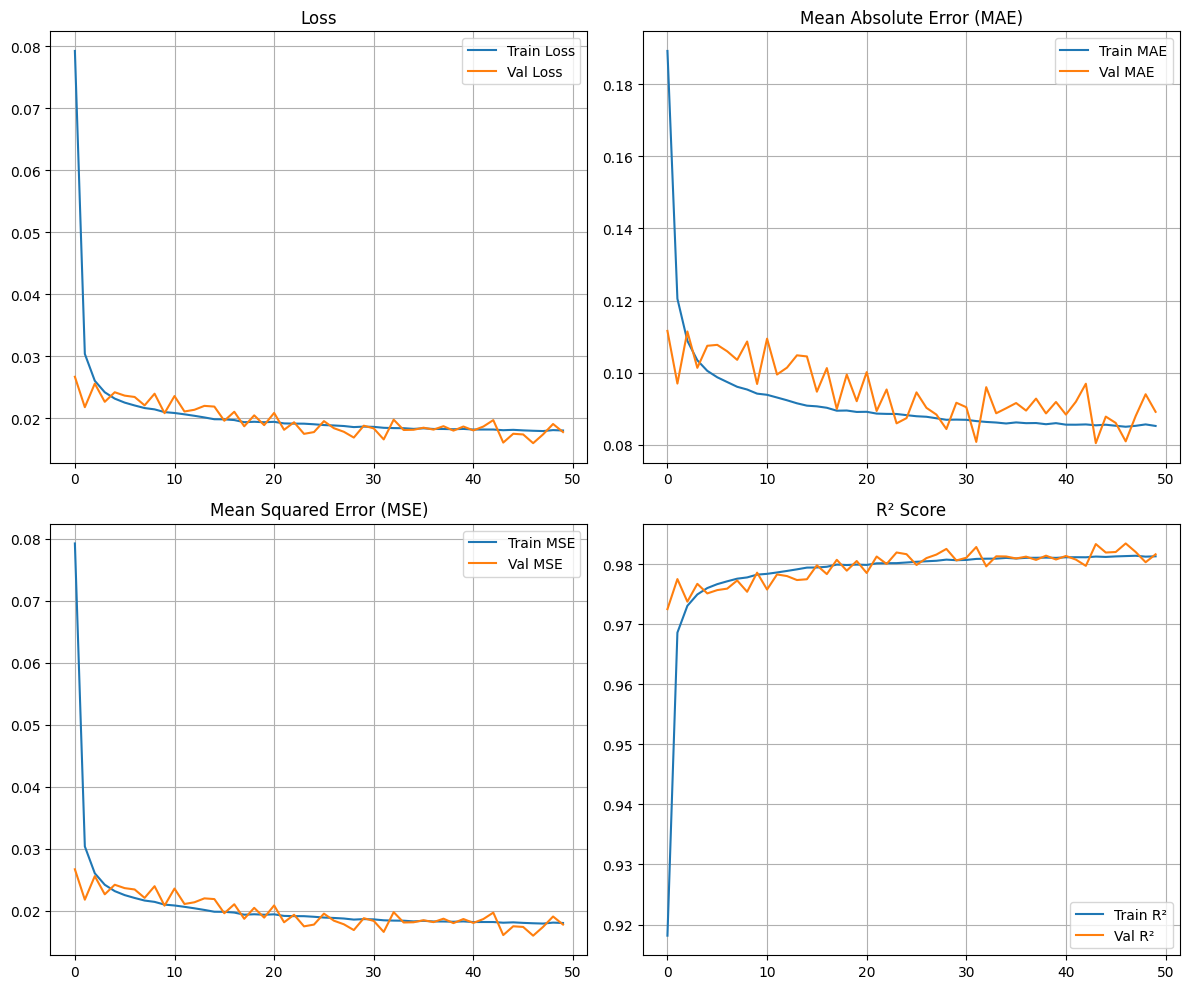 Loss
0.08
0.07
0.06
0.05
0.04
0.03
0.02
0 10 20 30 40 50
Train Loss
Val Loss
Mean Absolute Error (MAE)
0.18
0.16
0.14
0.12
0.10
0.08
0 10 20 30 40 50
Train MAE
Val MAE
Mean Squared Error (MSE)
0.08
0.07
0.06
0.05
0.04
0.03
0.02
0 10 20 30 40 50
Train MSE
Val MSE
R² Score
0.98
0.97
0.96
0.95
0.94
0.93
0.92
0 10 20 30 40 50
Train R²
Val R²